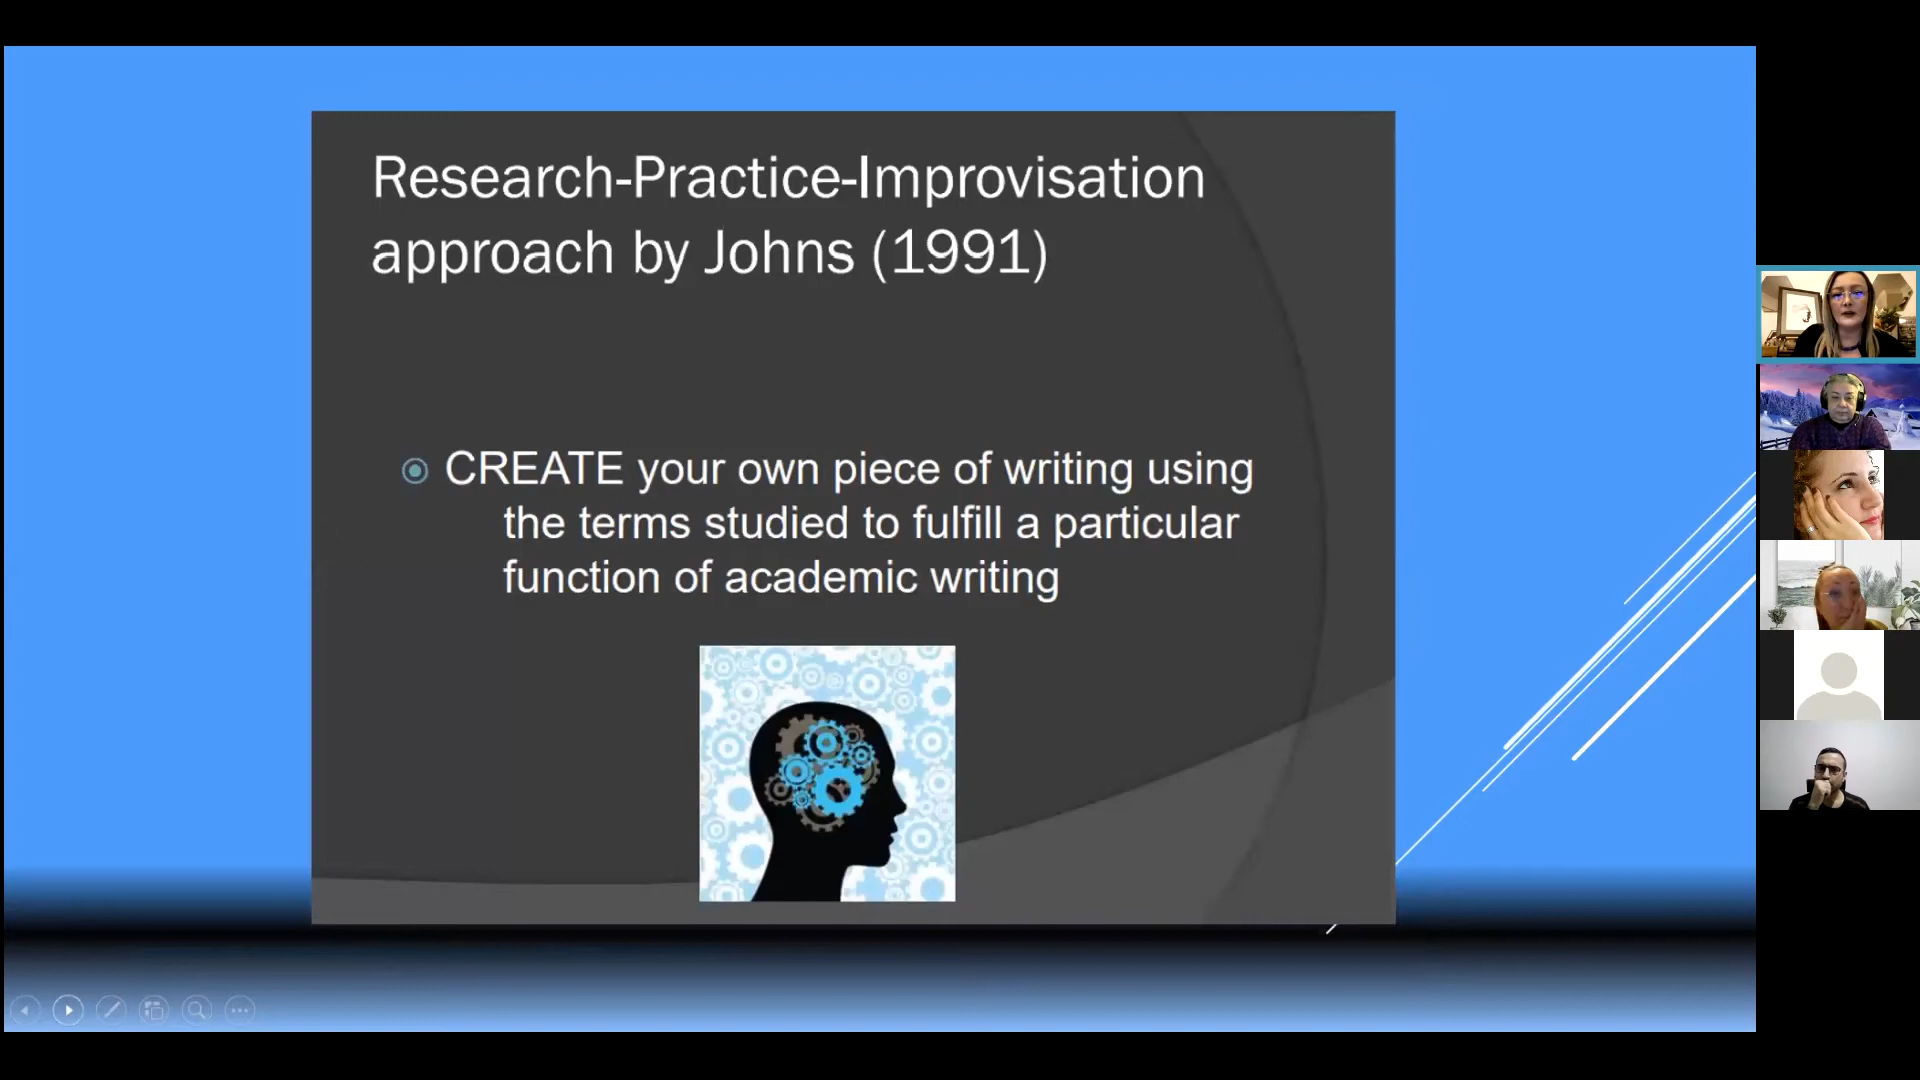 Research-Practice-Improvisation
approach by Johns (1991)
CREATE your own piece of writing using
the terms studied to fulfill a particular
function of academic writing